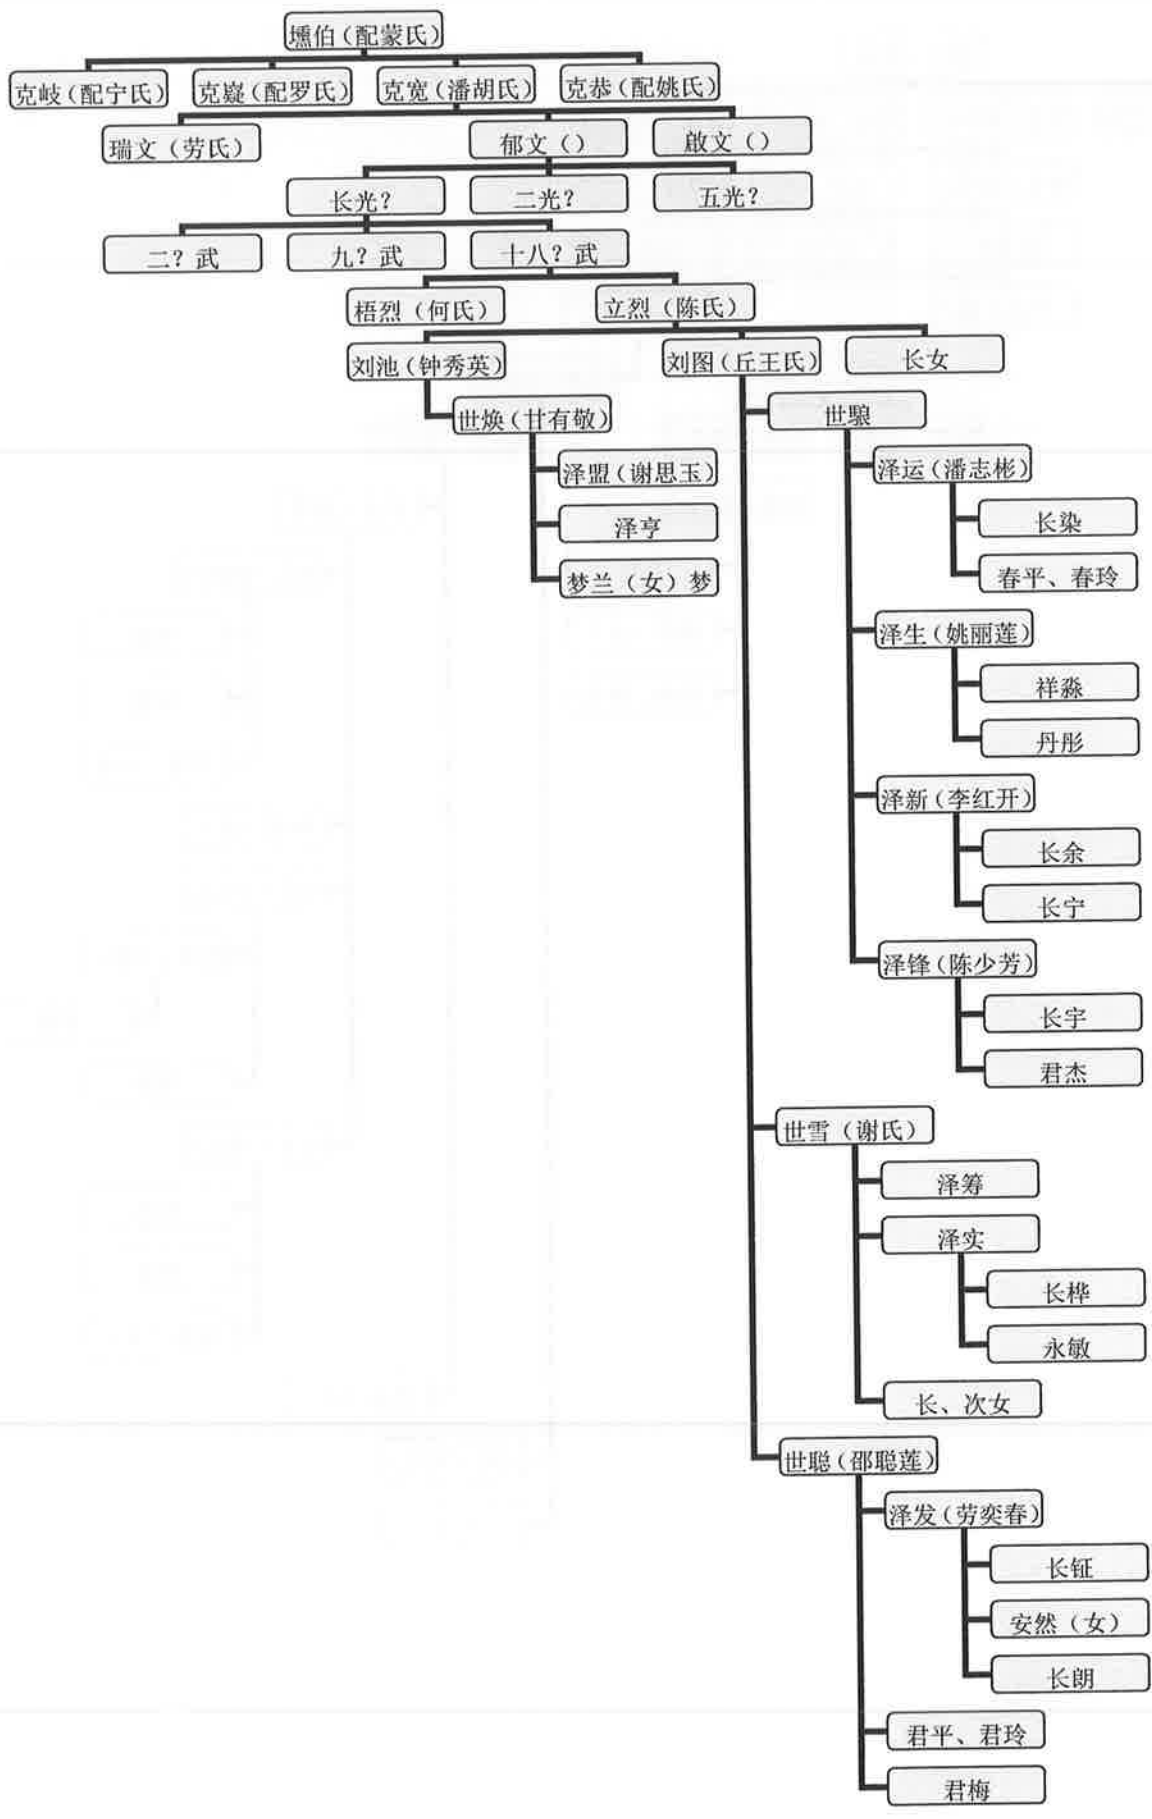 壎伯（配蒙氏）
克岐（配宁氏） 克嶷（配罗氏） 克宽（潘胡氏） 克恭（配姚氏）
瑞文（劳氏） 郁文（） 啟文（）
长光？ 二光？ 五光？
二？武 九？武 十八？武
梧烈（何氏） 立烈（陈氏）
刘池（钟秀英） 刘图（丘王氏） 长女
世焕（甘有敬） 世
泽盟（谢思玉） 泽运（潘志彬）
泽亨 长染
梦兰（女）梦 春平、春玲
泽生（姚丽莲）
祥淼
丹彤
泽新（李红开）
长余
长宁
泽锋（陈少芳）
长宇
君杰
世雪（谢氏）
泽筹
泽实
长桦
永敏
长、次女
世聪（邵聪莲）
泽发（劳奕春）
长钲
安然（女）
长朗
君平、君玲
君梅